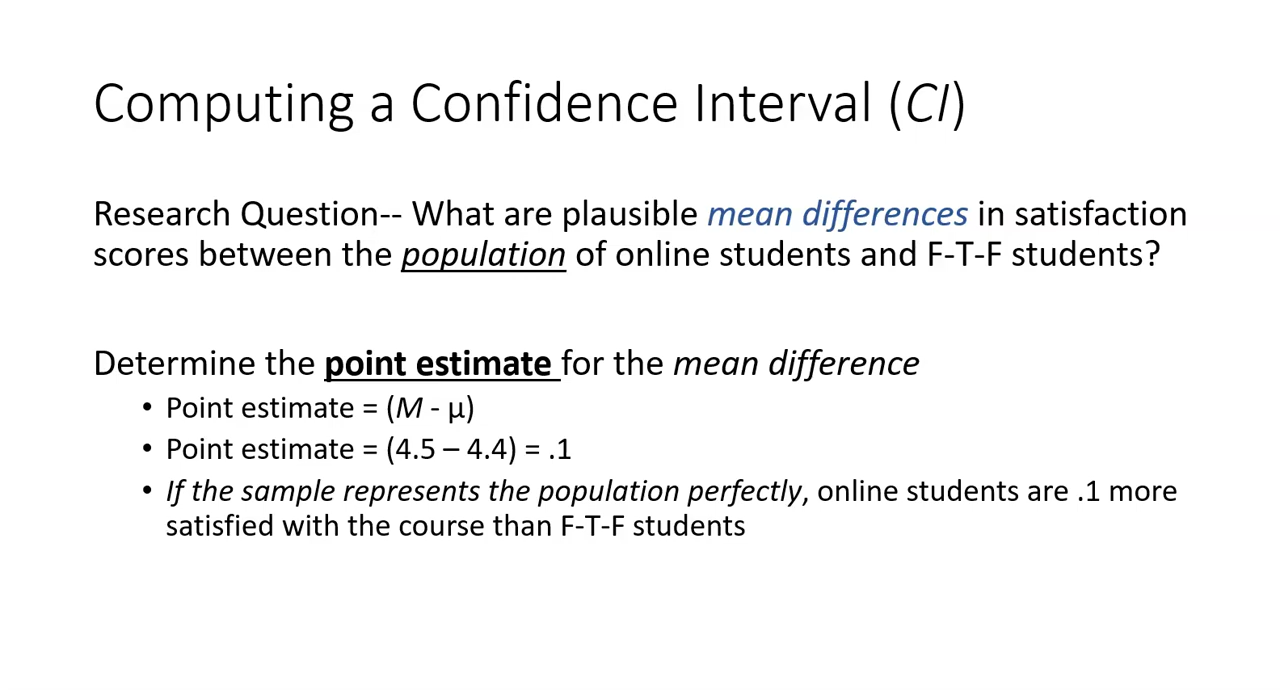 Computing a Confidence Interval (CI)
Research Question-- What are plausible mean differences in satisfaction
scores between the population of online students and F-T-F students?
Determine the point estimate for the mean difference
• Point estimate = (M - μ)
• Point estimate = (4.5 – 4.4) = .1
• If the sample represents the population perfectly, online students are .1 more
satisfied with the course than F-T-F students